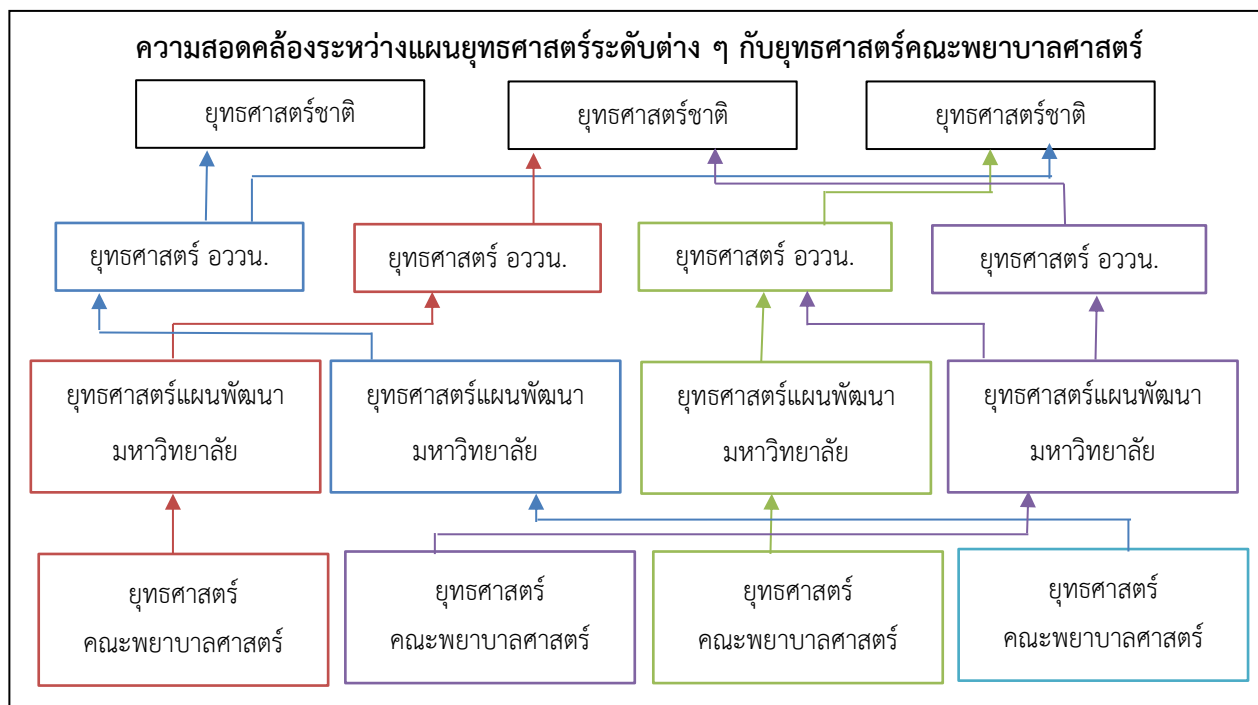 ความสอดคล้องระหว่างแผนยุทธศาสตร์ระดับต่าง ๆ กับยุทธศาสตร์คณะพยาบาลศาสตร์
ยุทธศาสตร์ชาติ
ยุทธศาสตร์ชาติ
ยุทธศาสตร์ชาติ
ยุทธศาสตร์ อววน.
ยุทธศาสตร์ อววน.
ยุทธศาสตร์ อววน.
ยุทธศาสตร์ อววน.
ยุทธศาสตร์แผนพัฒนา
มหาวิทยาลัย
ยุทธศาสตร์แผนพัฒนา
มหาวิทยาลัย
ยุทธศาสตร์แผนพัฒนา
มหาวิทยาลัย
ยุทธศาสตร์แผนพัฒนา
มหาวิทยาลัย
ยุทธศาสตร์
คณะพยาบาลศาสตร์
ยุทธศาสตร์
คณะพยาบาลศาสตร์
ยุทธศาสตร์
คณะพยาบาลศาสตร์
ยุทธศาสตร์
คณะพยาบาลศาสตร์